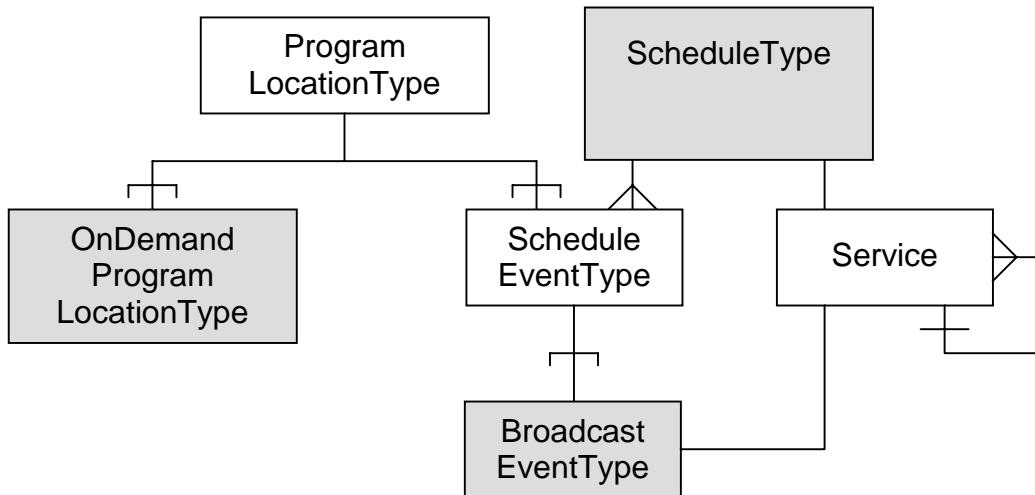 Program
LocationType
ScheduleType
OnDemand
Program
LocationType
Schedule
EventType
Service
Broadcast
EventType